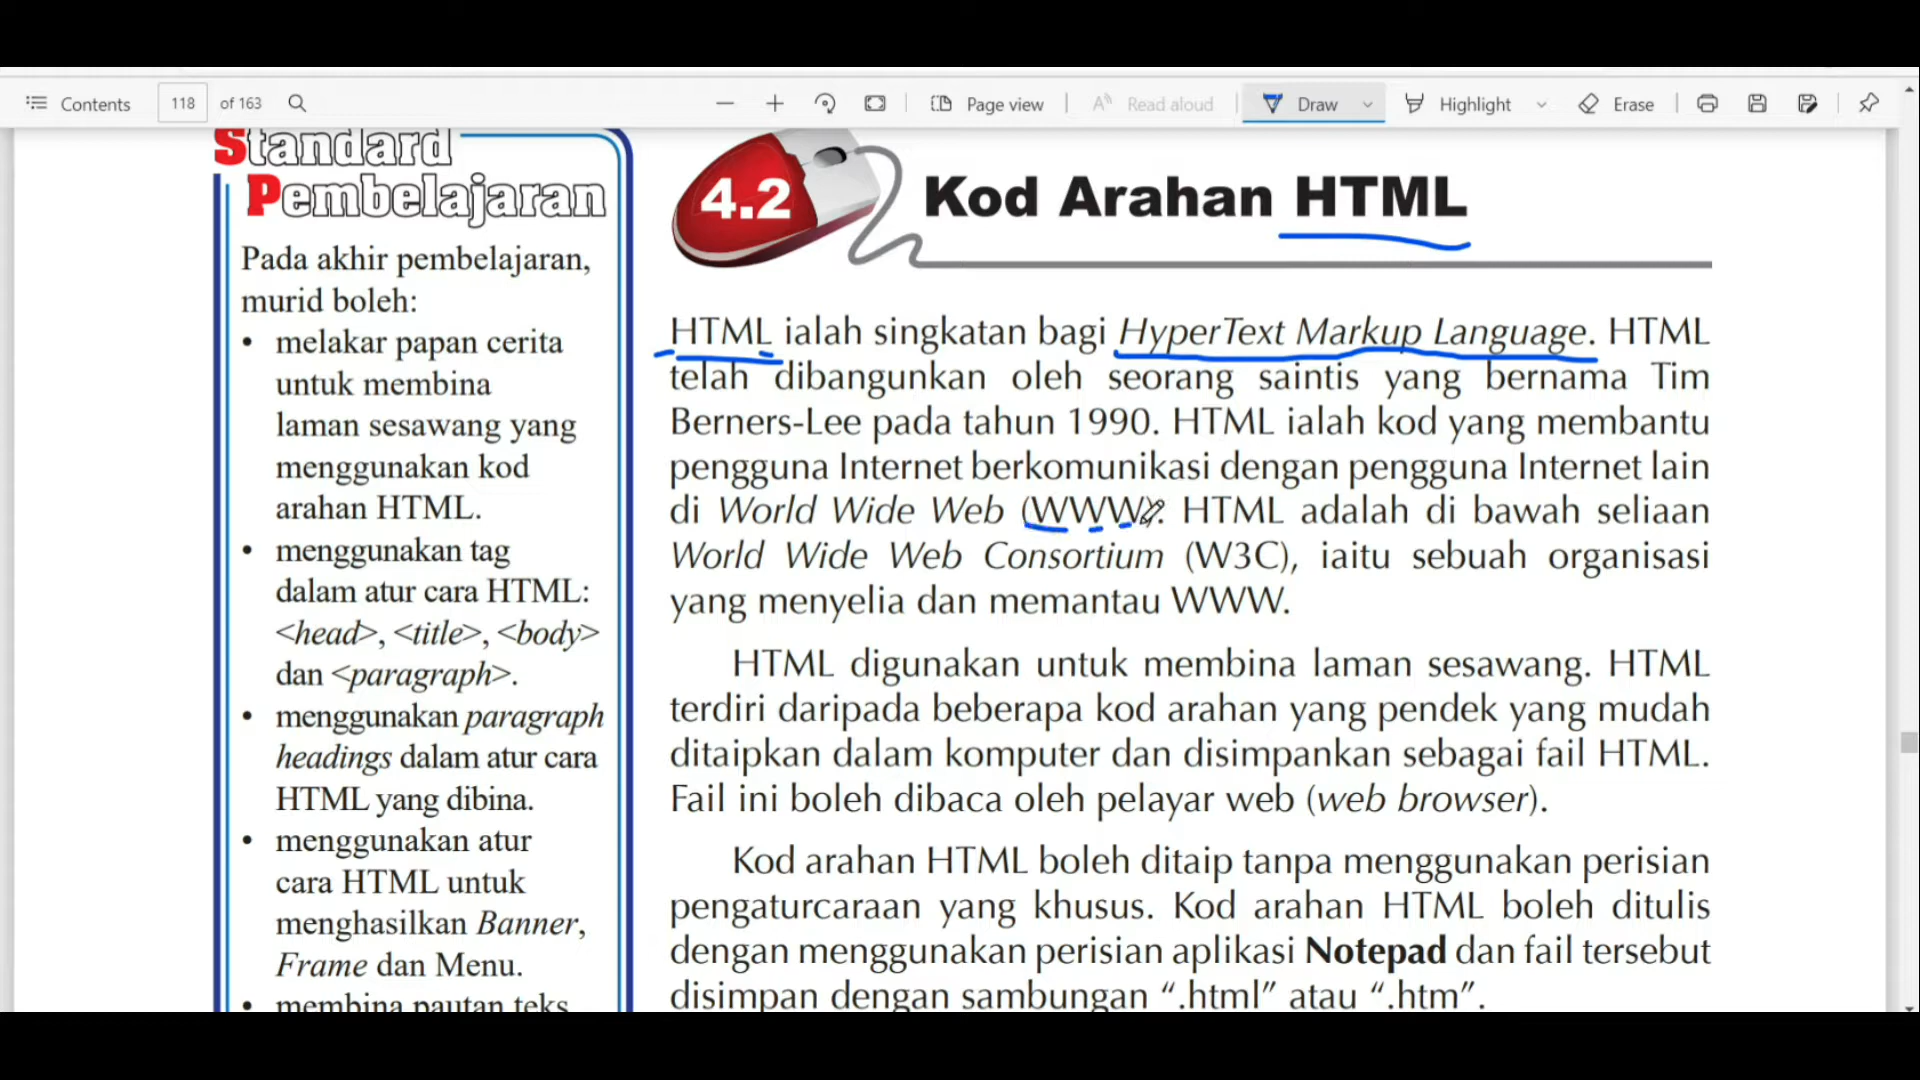 Contents 118 of 163 Page view Read aloud Draw Highlight Erase
Standard
Pembelajaran
Pada akhir pembelajaran,
murid boleh:
• melakar papan cerita
untuk membina
laman sesawang yang
menggunakan kod
arahan HTML.
• menggunakan tag
dalam atur cara HTML:
<head>, <title>, <body>
dan <paragraph>.
• menggunakan paragraph
headings dalam atur cara
HTML yang dibina.
• menggunakan atur
cara HTML untuk
menghasilkan Banner,
Frame dan Menu.
• membina pautan teks
4.2 Kod Arahan HTML
HTML ialah singkatan bagi HyperText Markup Language. HTML
telah dibangunkan oleh seorang saintis yang bernama Tim
Berners-Lee pada tahun 1990. HTML ialah kod yang membantu
pengguna Internet berkomunikasi dengan pengguna Internet lain
di World Wide Web (WWW). HTML adalah di bawah seliaan
World Wide Web Consortium (W3C), iaitu sebuah organisasi
yang menyelia dan memantau WWW.
HTML digunakan untuk membina laman sesawang. HTML
terdiri daripada beberapa kod arahan yang pendek yang mudah
ditaipkan dalam komputer dan disimpankan sebagai fail HTML.
Fail ini boleh dibaca oleh pelayar web (web browser).
Kod arahan HTML boleh ditaip tanpa menggunakan perisian
pengaturcaraan yang khusus. Kod arahan HTML boleh ditulis
dengan menggunakan perisian aplikasi Notepad dan fail tersebut
disimpan dengan sambungan “.html” atau “.htm”.